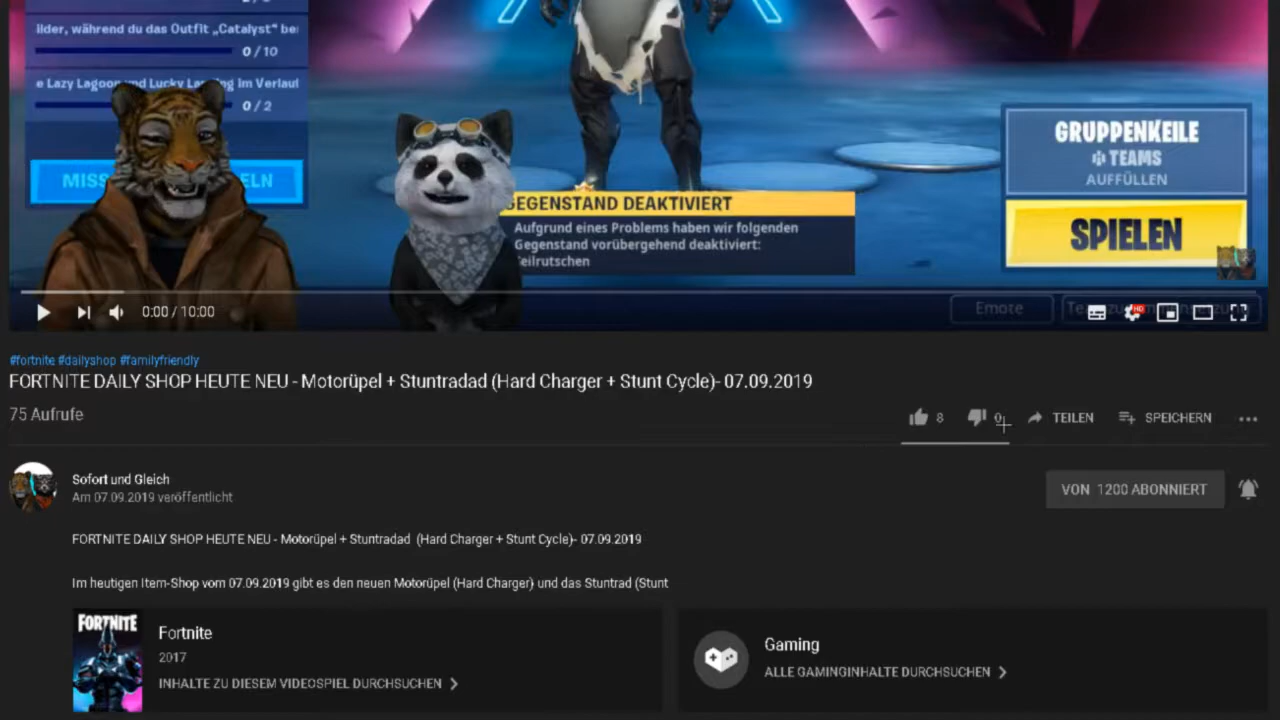 ilder, während du das Outfit „Catalyst“ be
0/10
e Lazy Lagoon und Lucky Landing Im Verlauf
0/2
GRUPPENKEILE
TEAMS
AUFFÜLLEN
MISS ELN
GEGENSTAND DEAKTIVIERT
Aufgrund eines Problems haben wir folgenden
Gegenstand vorübergehend deaktiviert:
eilrutschen
SPIELEN
0:00 / 10:00
Emote
HD
#fortnite #dailyshop #familyfriendly
FORTNITE DAILY SHOP HEUTE NEU - Motorüpel + Stuntradad (Hard Charger + Stunt Cycle)- 07.09.2019
75 Aufrufe
8
0
TEILEN
SPEICHERN
Sofort und Gleich
Am 07.09.2019 veröffentlicht
VON 1200 ABONNIERT
FORTNITE DAILY SHOP HEUTE NEU - Motorüpel + Stuntradad (Hard Charger + Stunt Cycle)- 07.09.2019
Im heutigen Item-Shop vom 07.09.2019 gibt es den neuen Motorüpel (Hard Charger) und das Stuntrad (Stunt
FORTNITE
Fortnite
2017
INHALTE ZU DIESEM VIDEOSPIEL DURCHSUCHEN
Gaming
ALLE GAMINGINHALTE DURCHSUCHEN